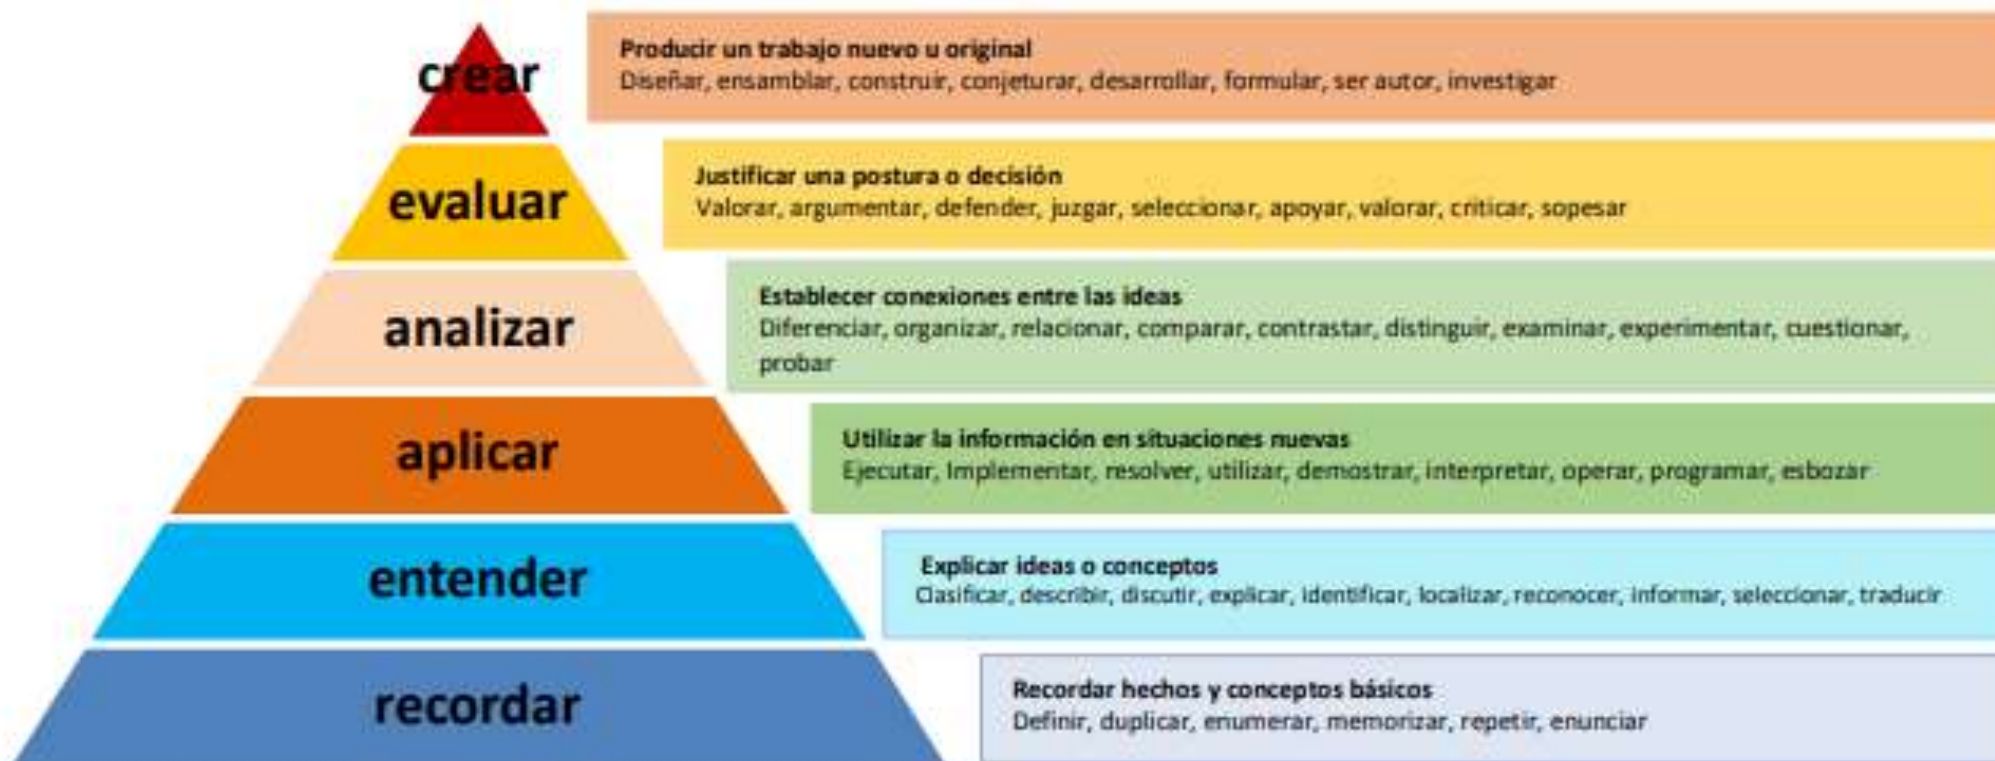 crear
Producir un trabajo nuevo u original
Diseñar, ensamblar, construir, conjeturar, desarrollar, formular, ser autor, investigar
evaluar
Justificar una postura o decisión
Valorar, argumentar, defender, juzgar, seleccionar, apoyar, valorar, criticar, sopesar
analizar
Establecer conexiones entre las ideas
Diferenciar, organizar, relacionar, comparar, contrastar, distinguir, examinar, experimentar, cuestionar,
probar
aplicar
Utilizar la información en situaciones nuevas
Ejecutar, Implementar, resolver, utilizar, demostrar, interpretar, operar, programar, esbozar
entender
Explicar ideas o conceptos
Clasificar, describir, discutir, explicar, identificar, localizar, reconocer, informar, seleccionar, traducir
recordar
Recordar hechos y conceptos básicos
Definir, duplicar, enumerar, memorizar, repetir, enunciar